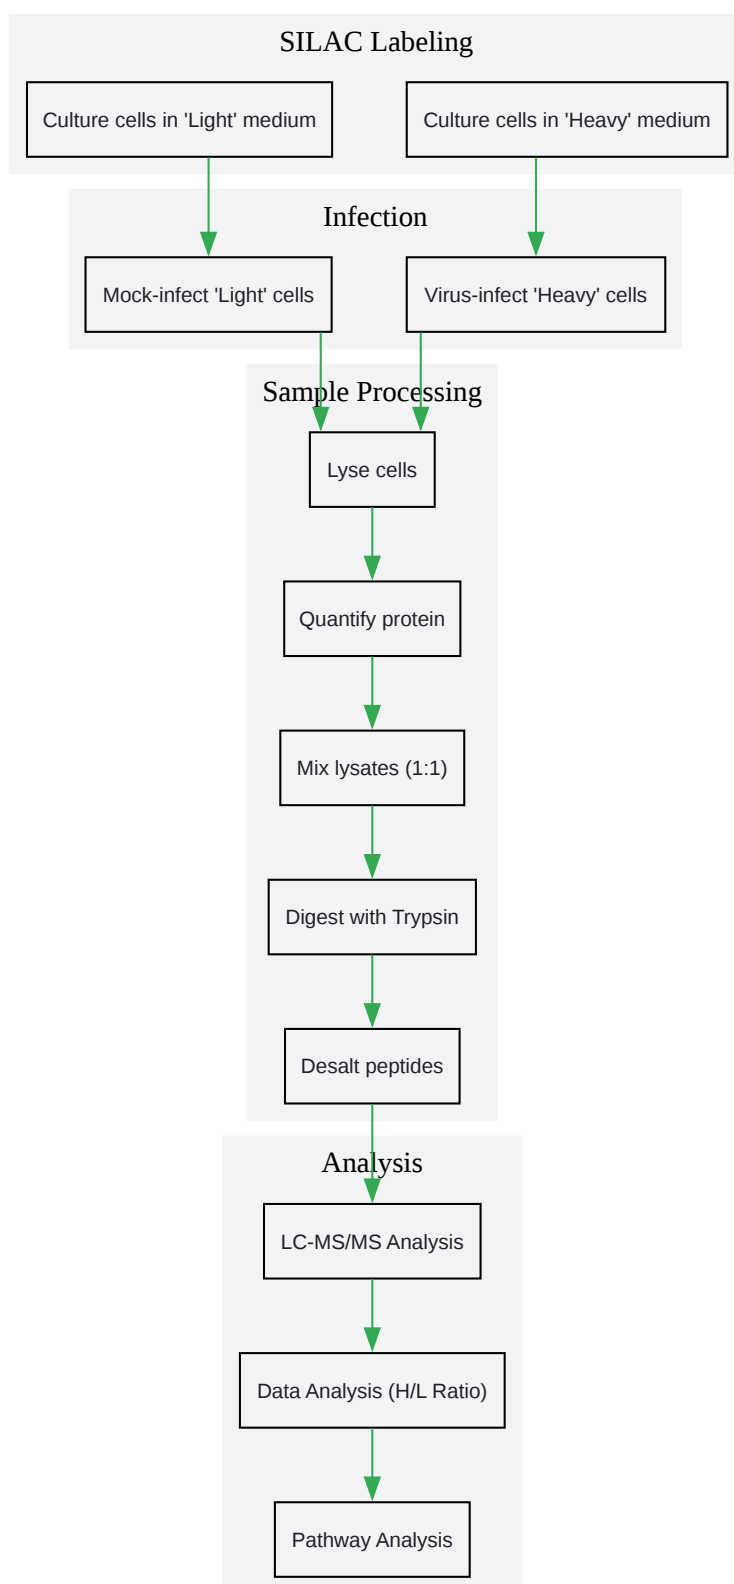 SILAC Labeling
Culture cells in 'Light' medium
Culture cells in 'Heavy' medium
Infection
Mock-infect 'Light' cells
Virus-infect 'Heavy' cells
Sample Processing
Lyse cells
Quantify protein
Mix lysates (1:1)
Digest with Trypsin
Desalt peptides
Analysis
LC-MS/MS Analysis
Data Analysis (H/L Ratio)
Pathway Analysis